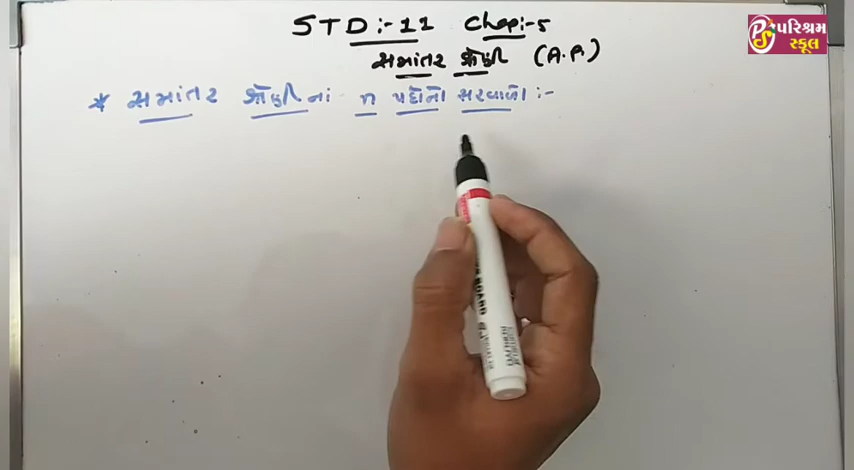 STD:- 11 Chap:- 5
સમાંતર શ્રેણી (A.P)
* સમાંતર શ્રેણીનાં n પદોનો સરવાળો :-
પરિશ્રમ
સ્કૂલ